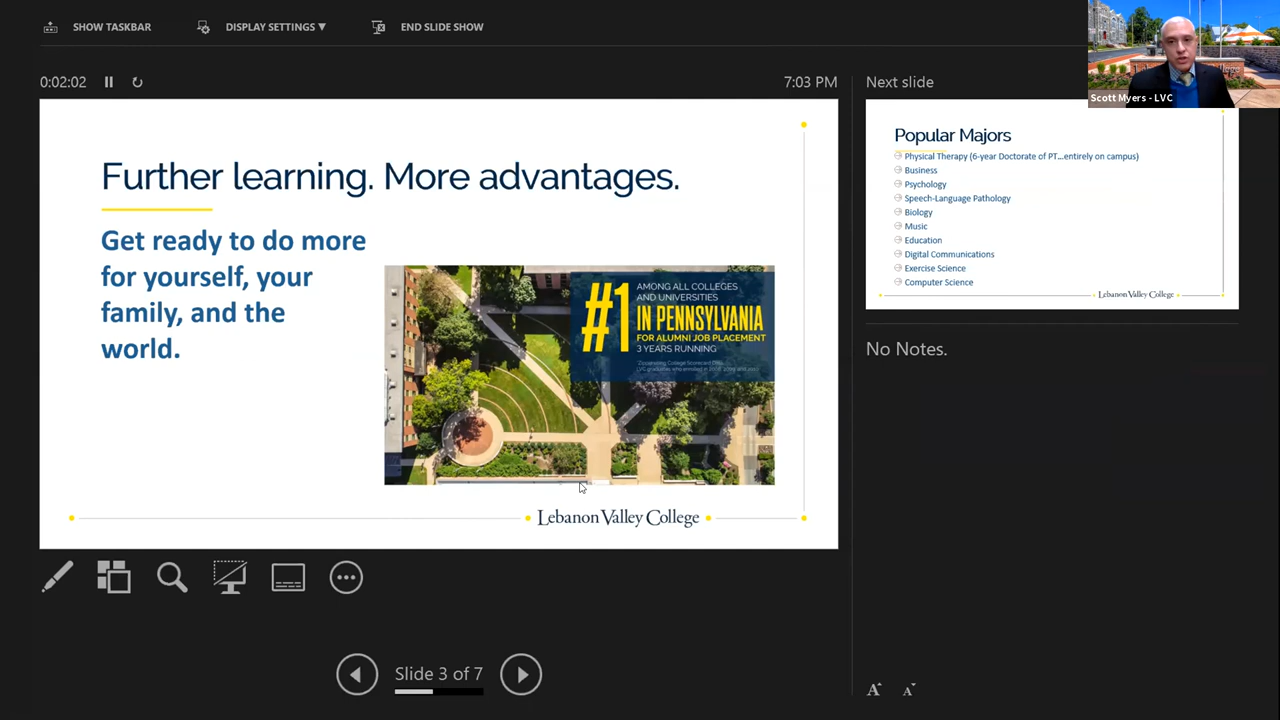 SHOW TASKBAR
DISPLAY SETTINGS ▼
END SLIDE SHOW
Scott Myers - LVC
0:02:02
7:03 PM
Next slide
Further learning. More advantages.
Get ready to do more
for yourself, your
family, and the
world.
#1
AMONG ALL COLLEGES
AND UNIVERSITIES
IN PENNSYLVANIA
FOR ALUMNI JOB PLACEMENT
3 YEARS RUNNING
Lebanon Valley College
Popular Majors
Physical Therapy (6-year Doctorate of PT...entirely on campus)
Business
Psychology
Speech-Language Pathology
Biology
Music
Education
Digital Communications
Exercise Science
Computer Science
Lebanon Valley College
No Notes.
Slide 3 of 7
A
A